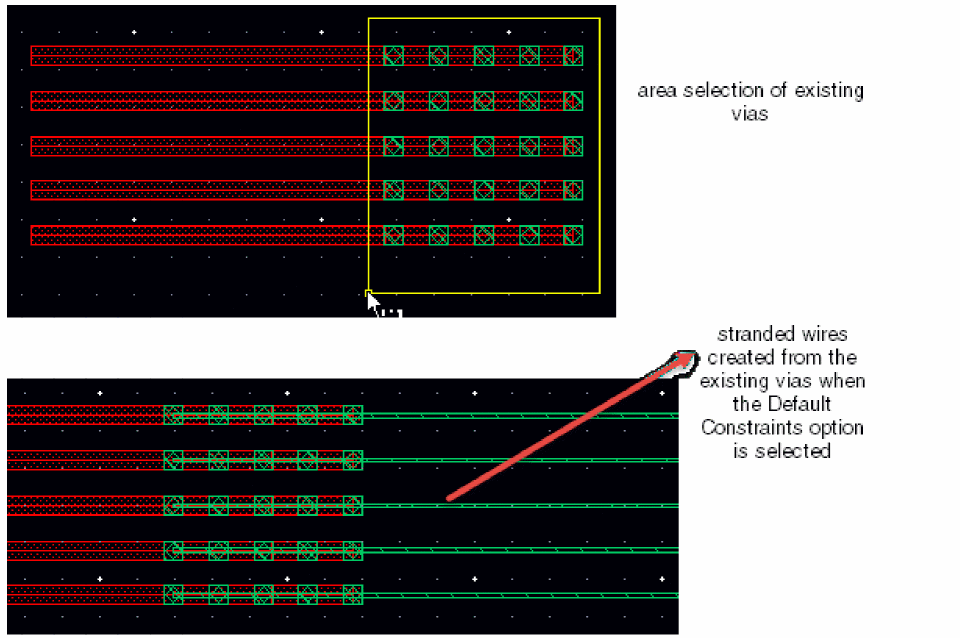 area selection of existing
vias
stranded wires
created from the
existing vias when
the Default
Constraints option
is selected